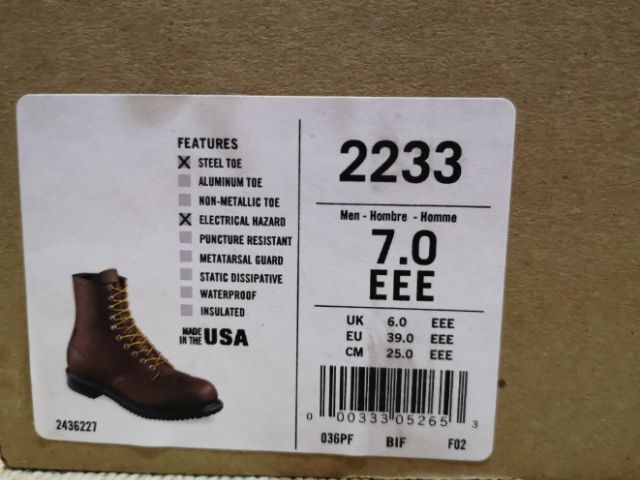 FEATURES
STEEL TOE
ALUMINUM TOE
NON-METALLIC TOE
ELECTRICAL HAZARD
PUNCTURE RESISTANT
METATARSAL GUARD
STATIC DISSIPATIVE
WATERPROOF
INSULATED
MADE IN THE USA
2436227
2233
Men - Hombre - Homme
7.0
EEE
UK 6.0 EEE
EU 39.0 EEE
CM 25.0 EEE
0 00333 05265 3
036PF BIF F02